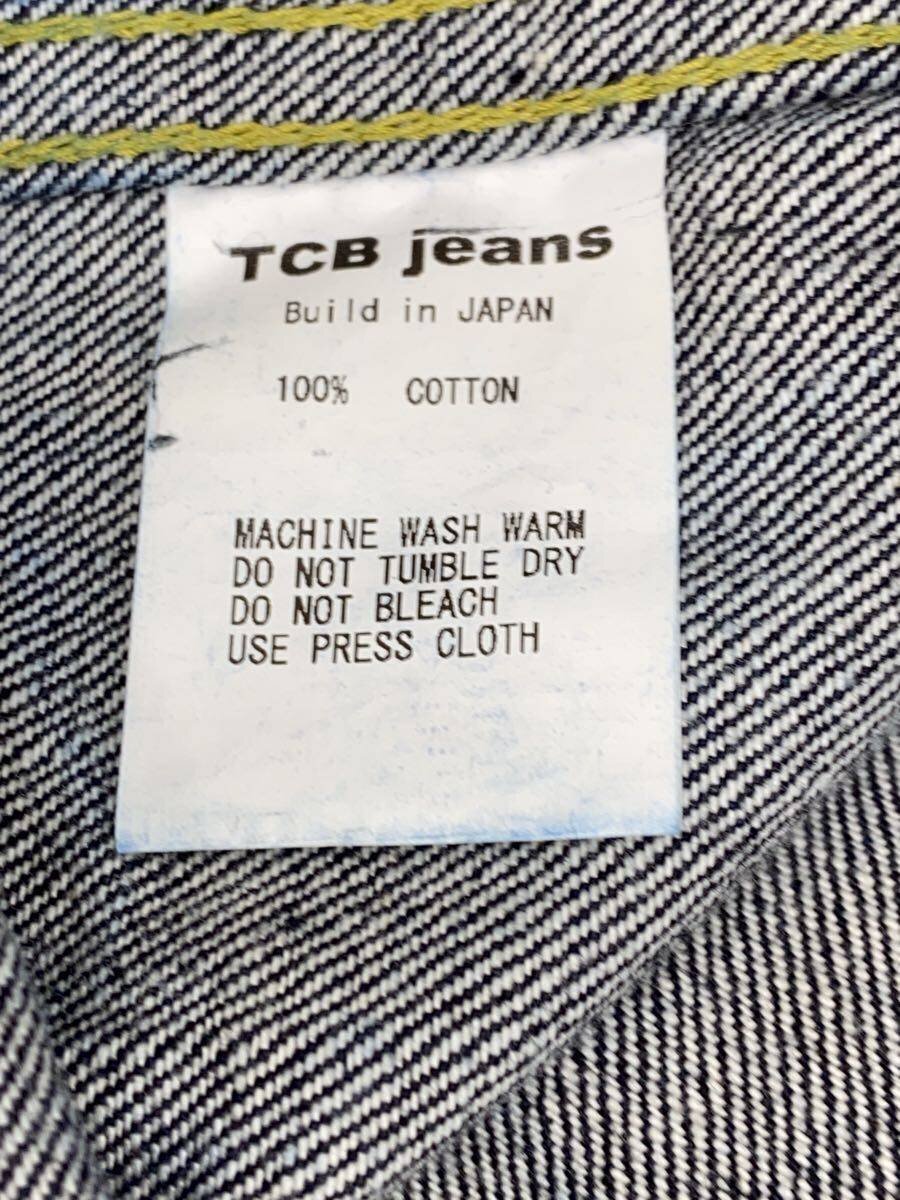 TCB jeans
Build in JAPAN
100% COTTON
MACHINE WASH WARM
DO NOT TUMBLE DRY
DO NOT BLEACH
USE PRESS CLOTH